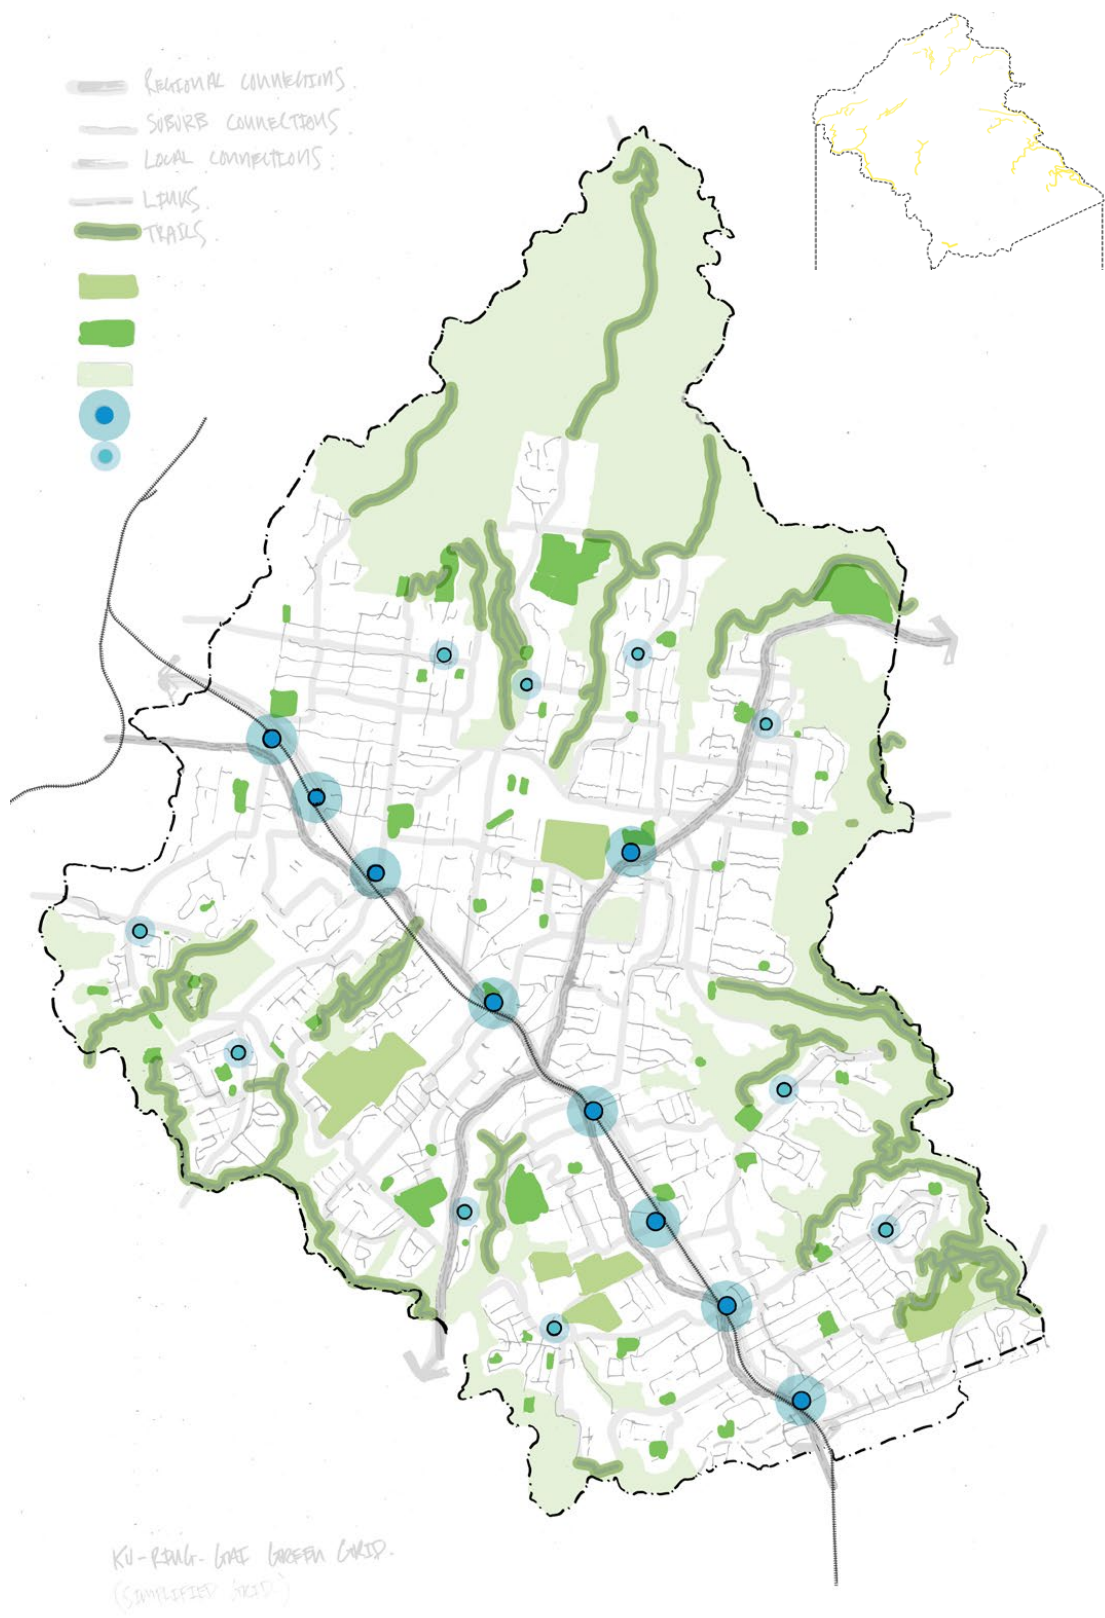 REGIONAL CONNECTIONS.
SUBURB CONNECTIONS
LOCAL CONNECTIONS:
LINKS.
TRAILS.
KU-RING-GAI GREEN GRID.
(SIMPLIFIED GRID)